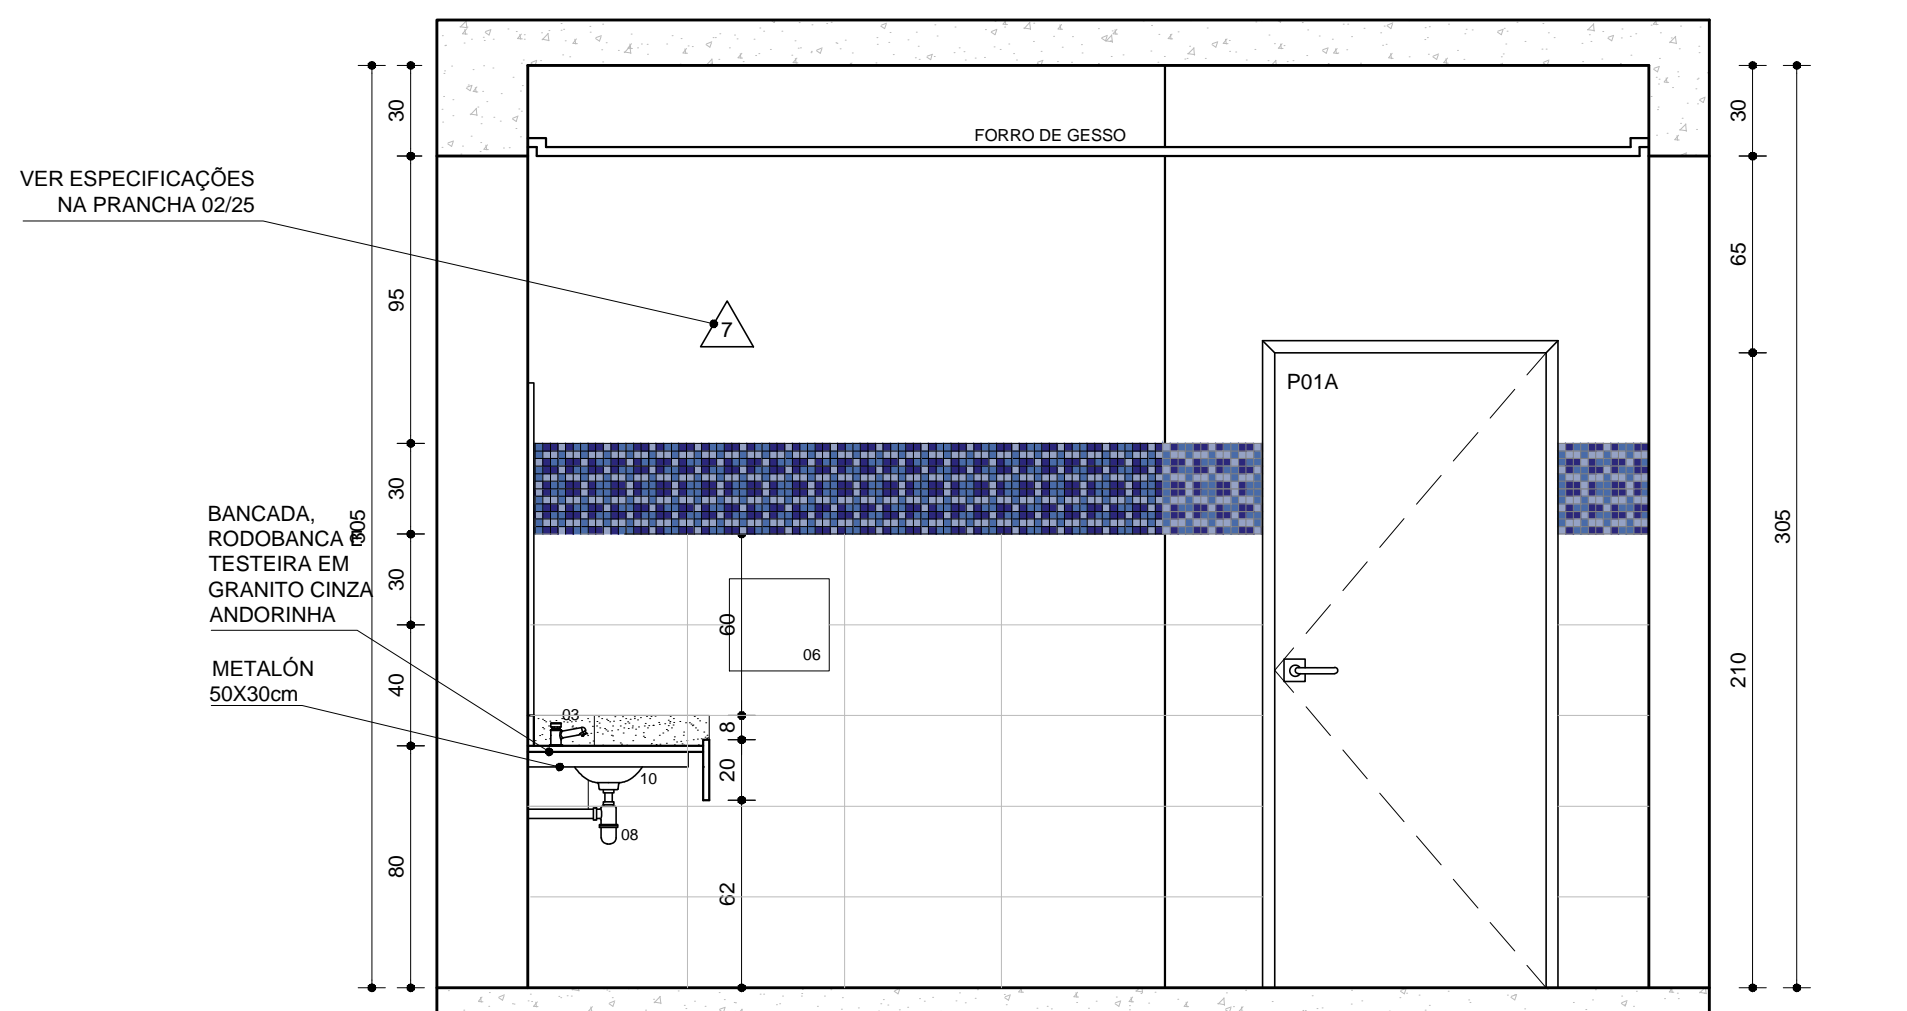 30
30
FORRO DE GESSO
VER ESPECIFICAÇÕES
NA PRANCHA 02/25
65
95
7
P01A
30
BANCADA,
RODOBANCA E
TESTEIRA EM
GRANITO CINZA
ANDORINHA
305
305
30
60
06
METALÓN
50X30cm
40
210
03
8
20
10
08
80
62